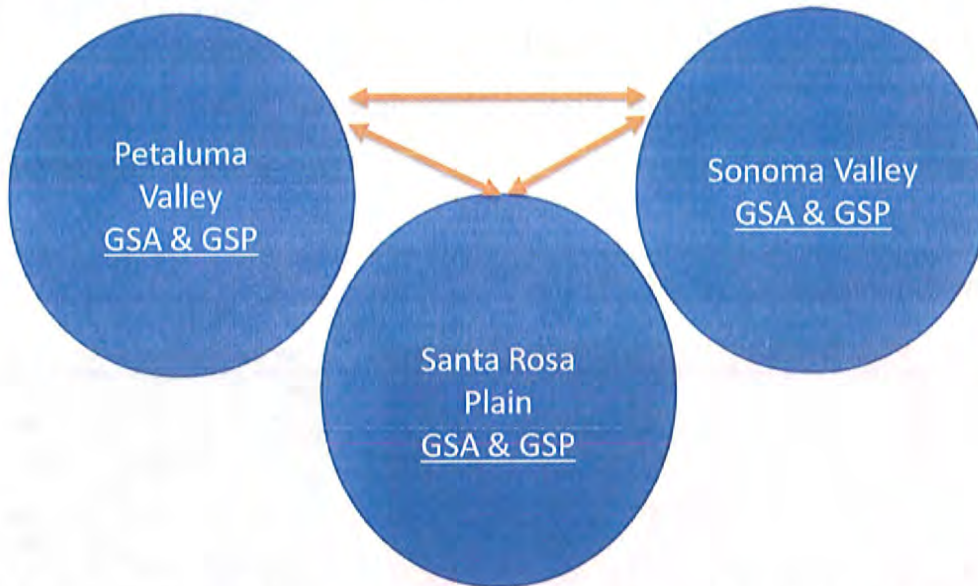 Petaluma
Valley
GSA & GSP
Sonoma Valley
GSA & GSP
Santa Rosa
Plain
GSA & GSP